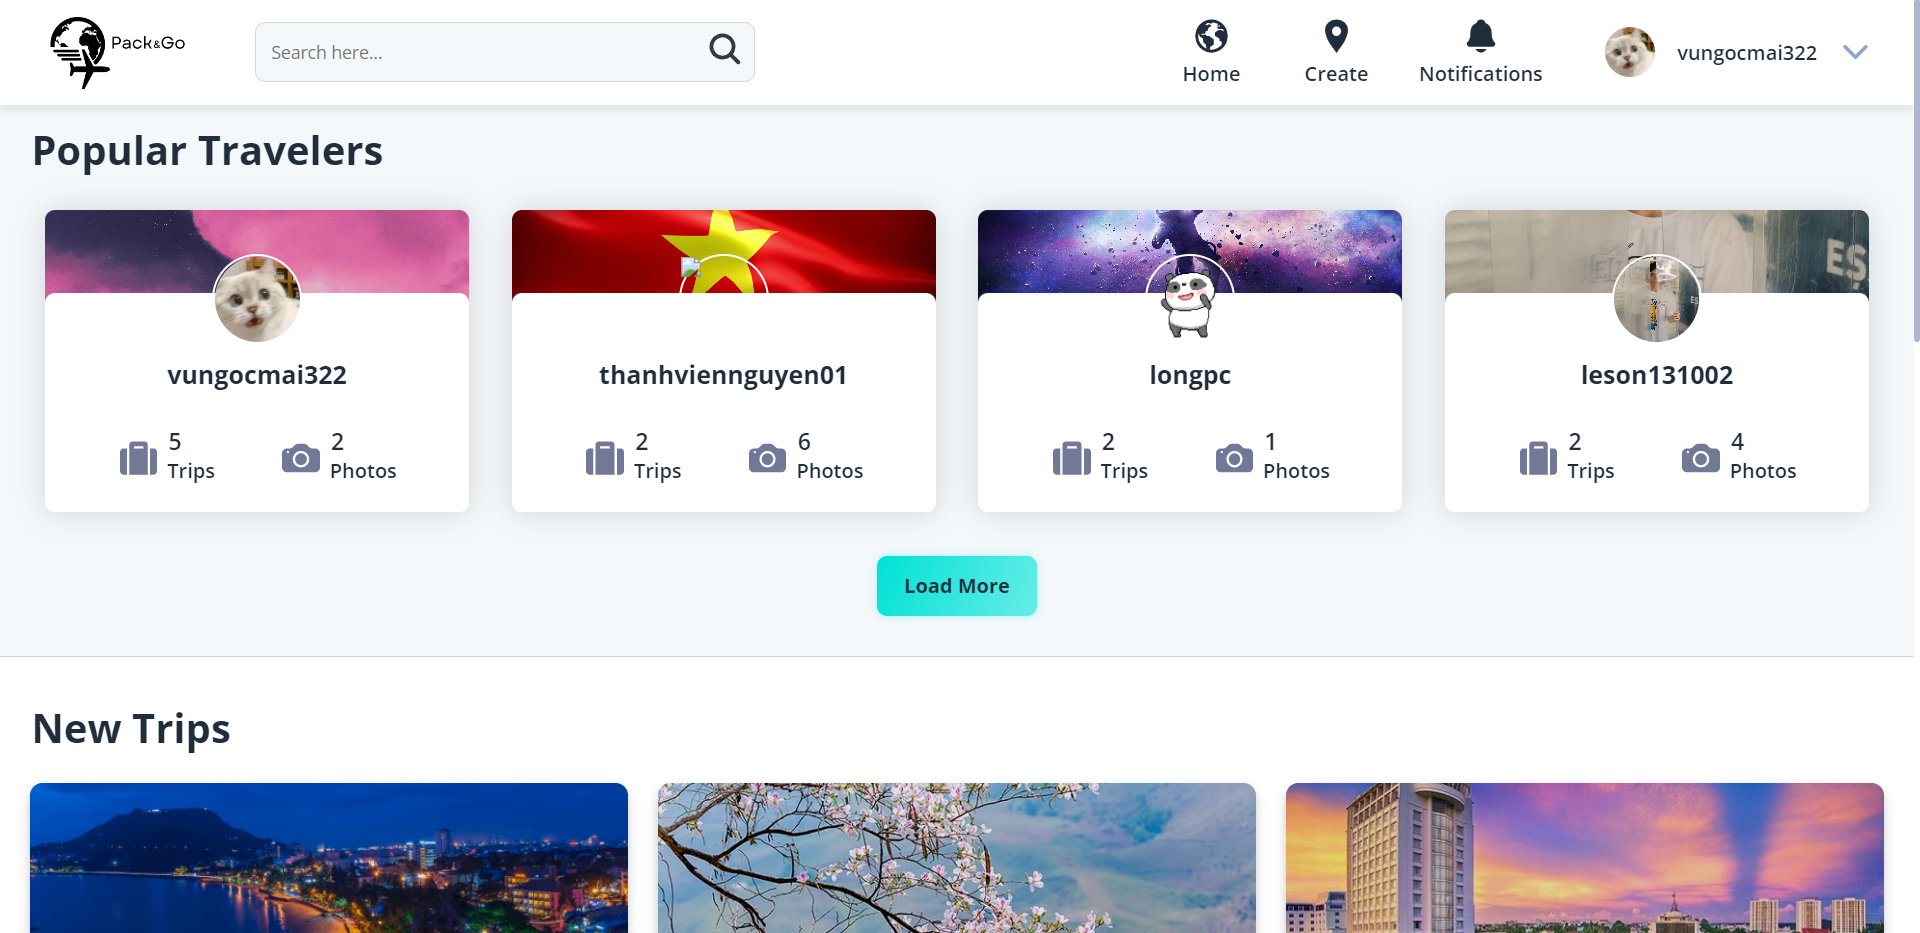 Pack&Go
Search here...
Home
Create
Notifications
vungocmai322
Popular Travelers
vungocmai322
5
Trips
2
Photos
thanhviennguyen01
2
Trips
6
Photos
longpc
2
Trips
1
Photos
leson131002
2
Trips
4
Photos
Load More
New Trips